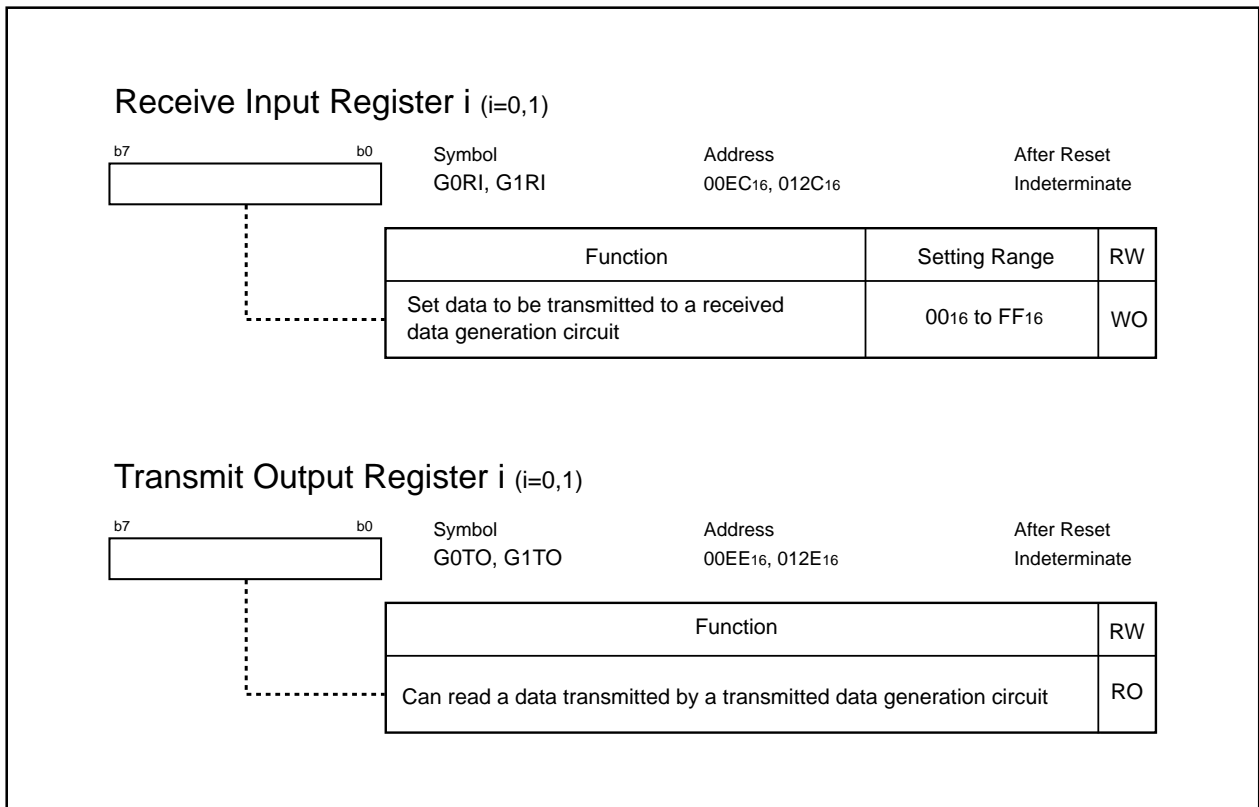 Receive Input Register i (i=0,1)
b7 b0 Symbol Address After Reset
G0RI, G1RI 00EC16, 012C16 Indeterminate
Function Setting Range RW
Set data to be transmitted to a received
data generation circuit
0016 to FF16 WO
Transmit Output Register i (i=0,1)
b7 b0 Symbol Address After Reset
G0TO, G1TO 00EE16, 012E16 Indeterminate
Function RW
Can read a data transmitted by a transmitted data generation circuit RO